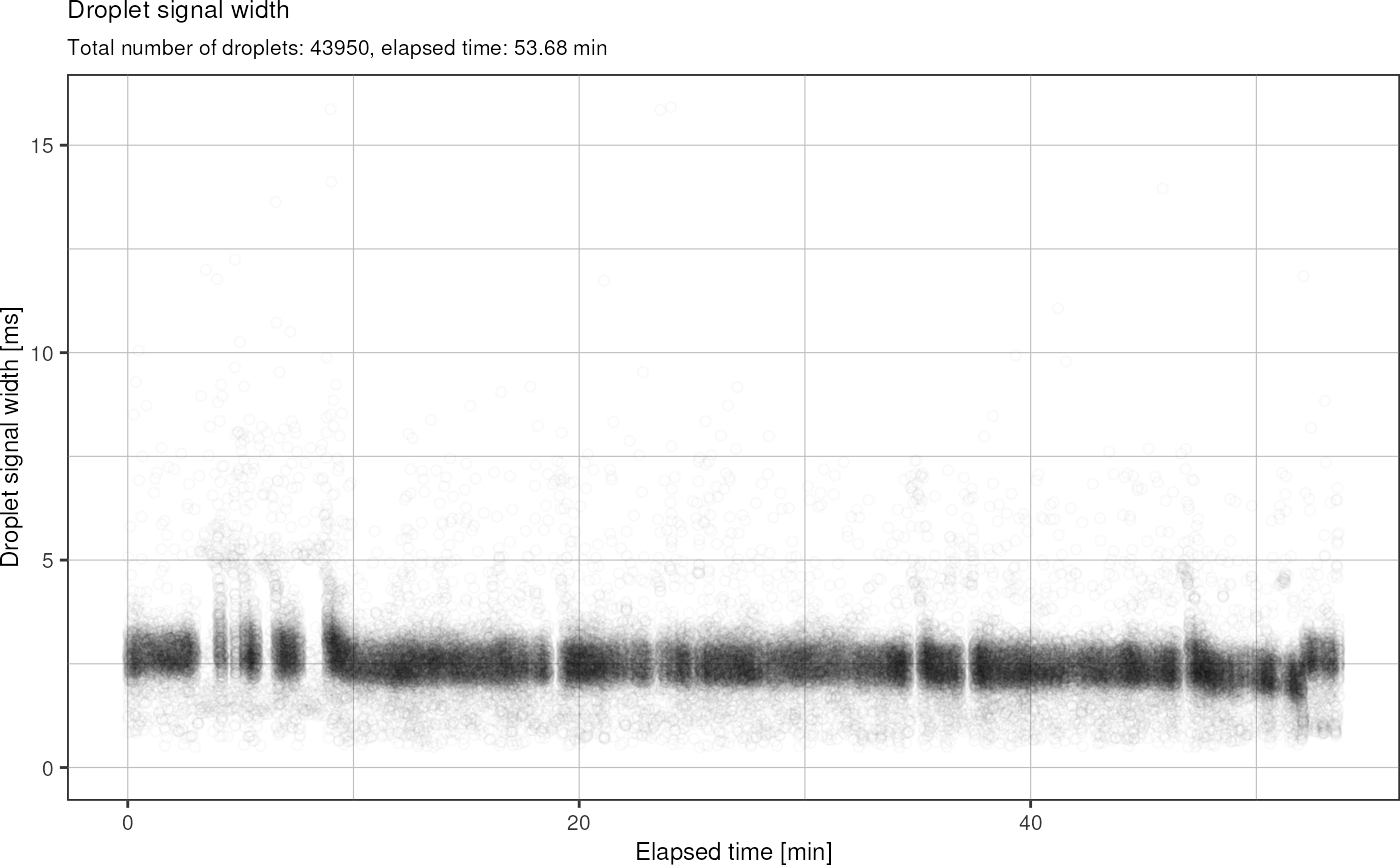 Droplet signal width
Total number of droplets: 43950, elapsed time: 53.68 min
Droplet signal width [ms]
15
10
5
0
0
20
40
Elapsed time [min]